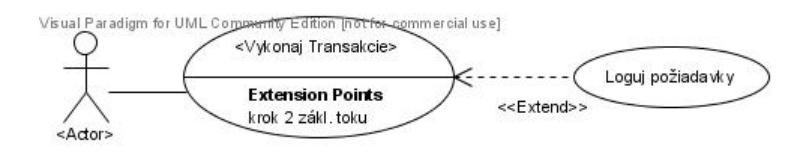 Visual Paradigm for UML Community Edition [not for commercial use]
<Vykonaj Transakcie>
Extension Points
krok 2 zákl. toku
Loguj požiadavky
<<Extend>>
<Actor>